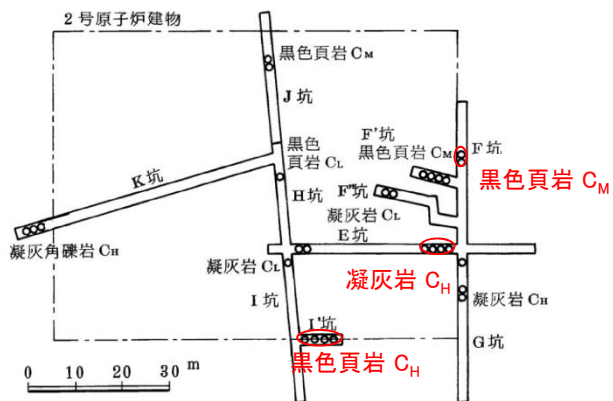 2号原子炉建物
黒色頁岩 CM
J坑
黒色
頁岩 CL
F'坑
黒色頁岩 CM
F坑
黒色頁岩 CM
K坑
H坑
F"坑
凝灰岩 CL
E坑
凝灰角礫岩 CH
凝灰岩 CL
凝灰岩 CH
凝灰岩 CH
I坑
I'坑
G坑
黒色頁岩 CH
m
0 10 20 30